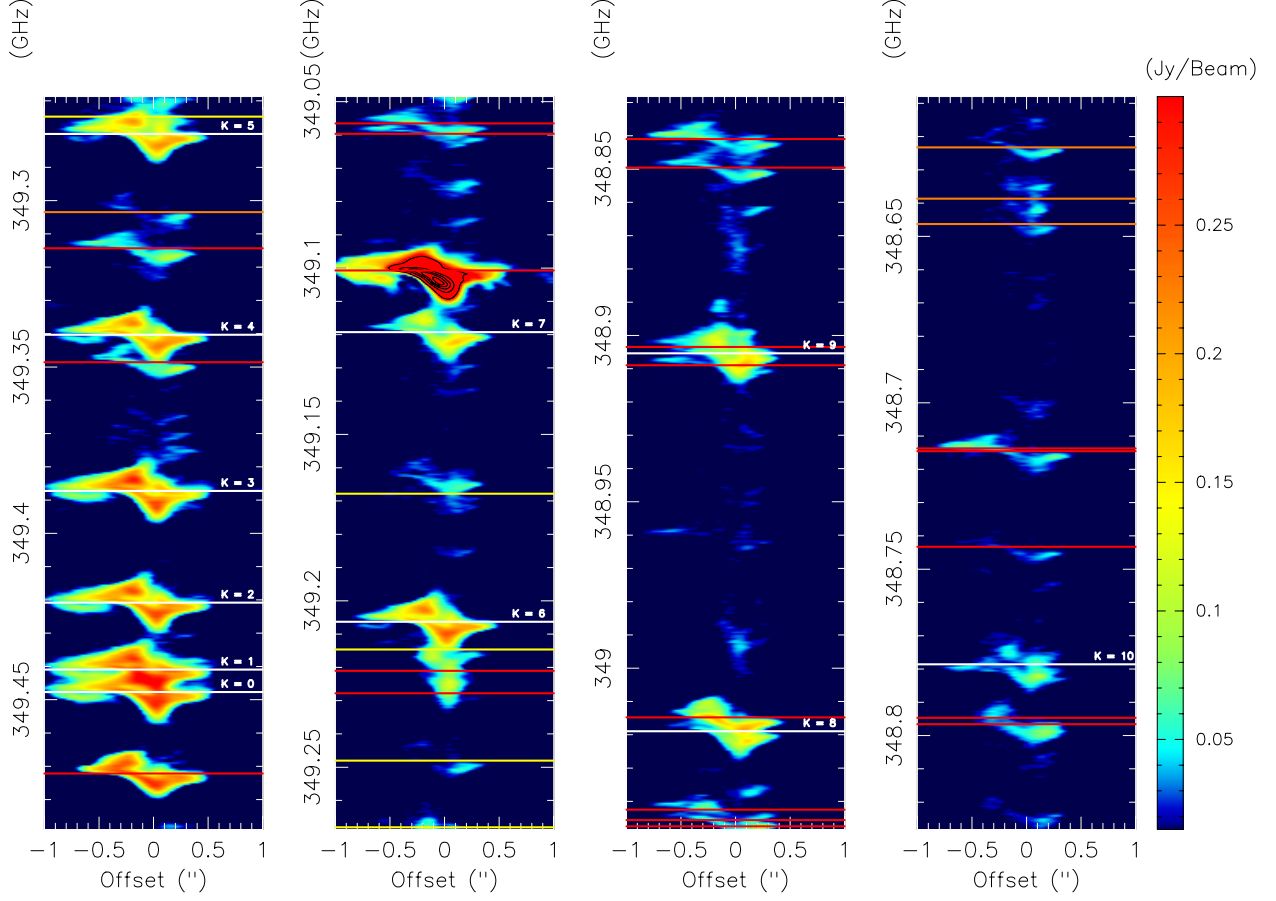 (GHz) (GHz) (GHz) (GHz)
(Jy/Beam)
349.3
349.35
349.4
349.45
K = 5
K = 4
K = 3
K = 2
K = 1
K = 0
−1 −0.5 0 0.5 1
Offset (")
349.05
349.1
349.15
349.2
349.25
K = 7
K = 6
−1 −0.5 0 0.5 1
Offset (")
348.85
348.9
348.95
349
K = 9
K = 8
−1 −0.5 0 0.5 1
Offset (")
348.65
348.7
348.75
348.8
K = 10
−1 −0.5 0 0.5 1
Offset (")
0.25
0.2
0.15
0.1
0.05